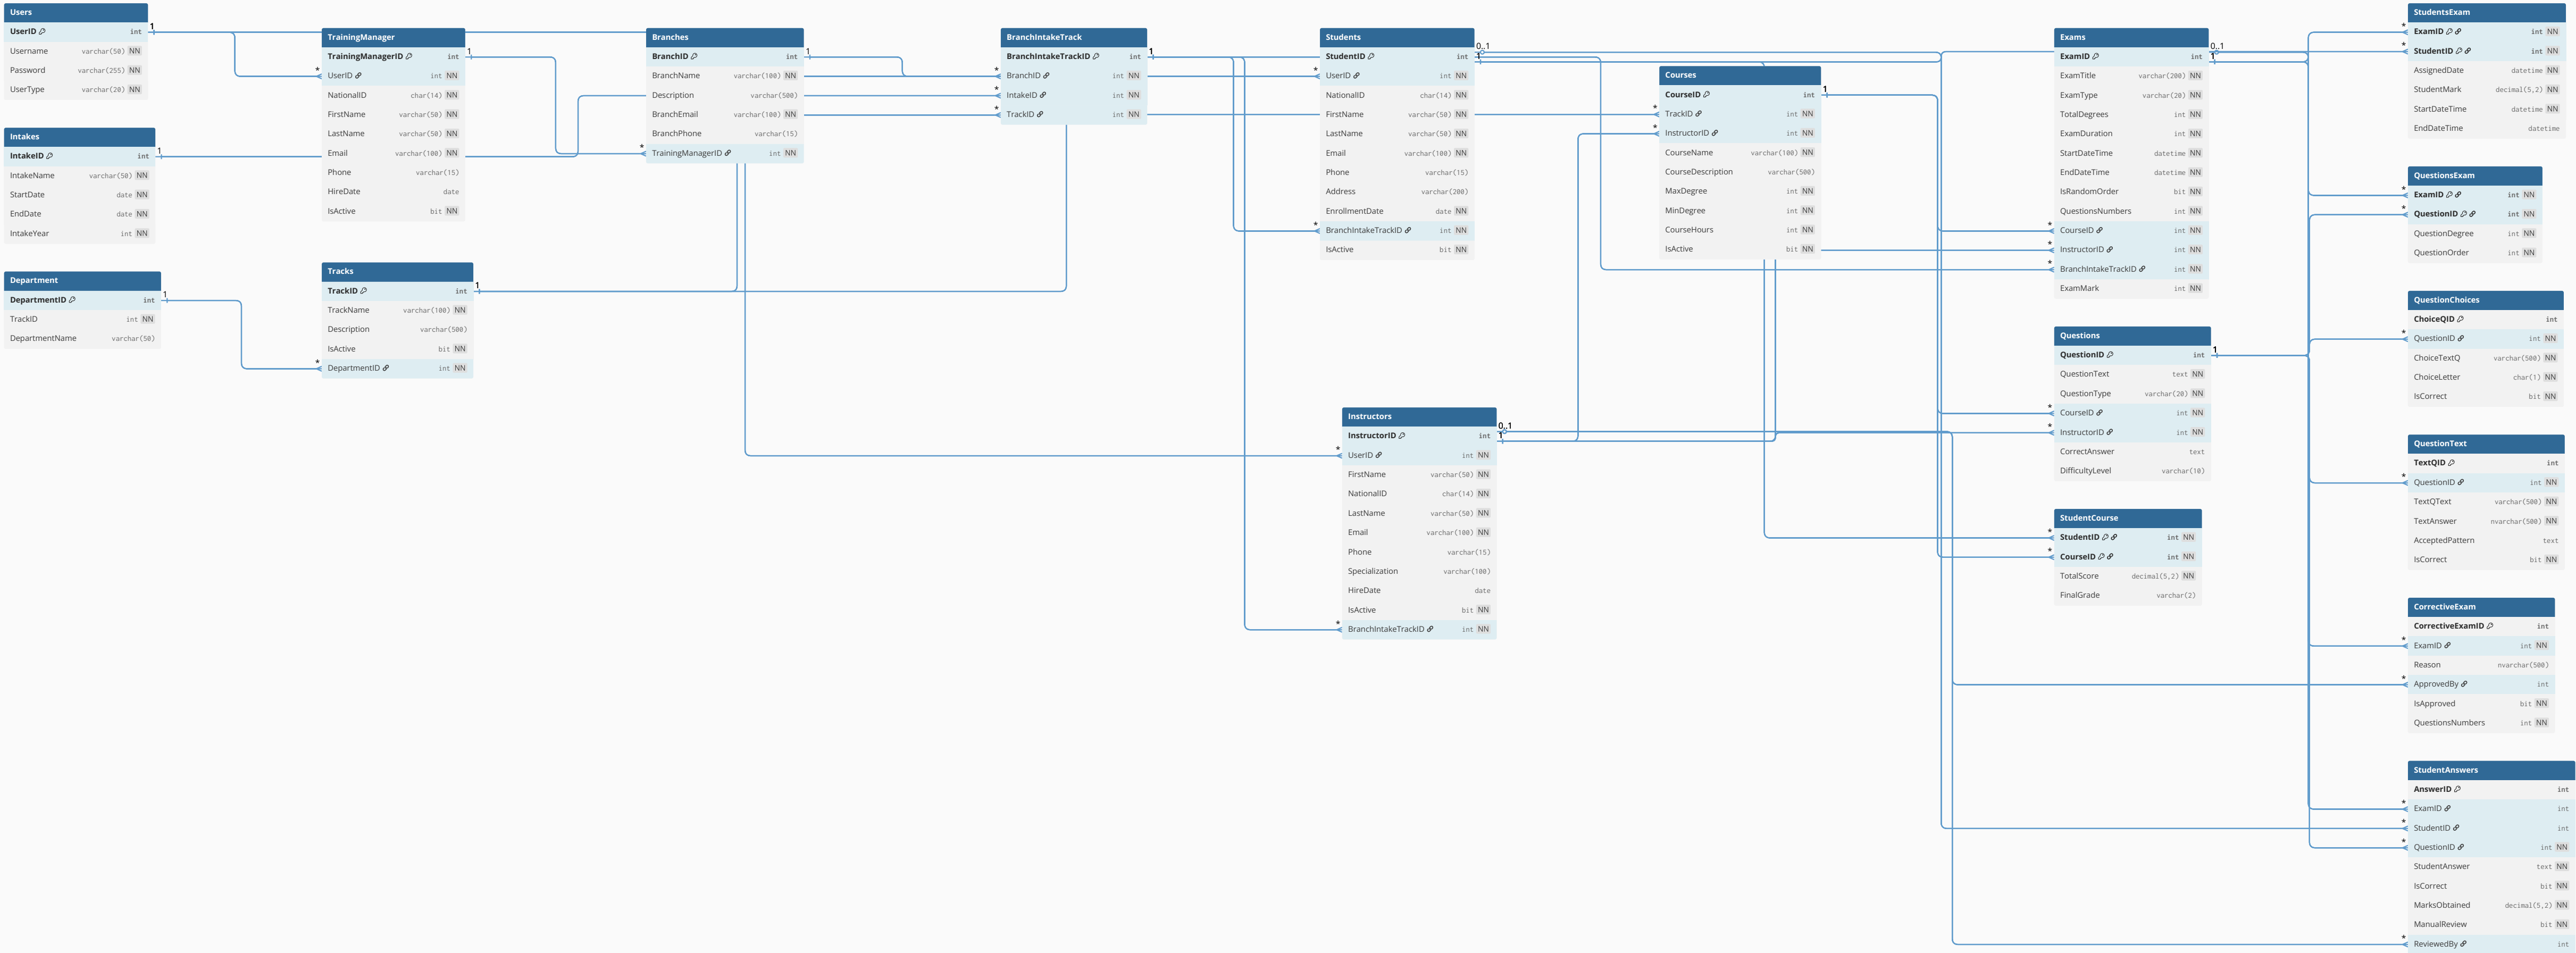 Users
UserID int
Username varchar(50) NN
Password varchar(255) NN
UserType varchar(20) NN
1
Intakes
IntakeID int
IntakeName varchar(50) NN
StartDate date NN
EndDate date NN
IntakeYear int NN
1
Department
DepartmentID int
TrackID int NN
DepartmentName varchar(50)
1
TrainingManager
TrainingManagerID int
* UserID int NN
NationalID char(14) NN
FirstName varchar(50) NN
LastName varchar(50) NN
Email varchar(100) NN
Phone varchar(15)
HireDate date
IsActive bit NN
1
Tracks
TrackID int
TrackName varchar(100) NN
Description varchar(500)
IsActive bit NN
* DepartmentID int NN
1
Branches
BranchID int
BranchName varchar(100) NN
Description varchar(500)
BranchEmail varchar(100) NN
BranchPhone varchar(15)
* TrainingManagerID int NN
1
BranchIntakeTrack
BranchIntakeTrackID int
* BranchID int NN
* IntakeID int NN
* TrackID int NN
1
Students
StudentID int
* UserID int NN
NationalID char(14) NN
FirstName varchar(50) NN
LastName varchar(50) NN
Email varchar(100) NN
Phone varchar(15)
Address varchar(200)
EnrollmentDate date NN
* BranchIntakeTrackID int NN
IsActive bit NN
0..1
1
Instructors
InstructorID int
* UserID int NN
FirstName varchar(50) NN
NationalID char(14) NN
LastName varchar(50) NN
Email varchar(100) NN
Phone varchar(15)
Specialization varchar(100)
HireDate date
IsActive bit NN
* BranchIntakeTrackID int NN
0..1
1
Courses
CourseID int
* TrackID int NN
* InstructorID int NN
CourseName varchar(100) NN
CourseDescription varchar(500)
MaxDegree int NN
MinDegree int NN
CourseHours int NN
IsActive bit NN
1
Exams
ExamID int
ExamTitle varchar(200) NN
ExamType varchar(20) NN
TotalDegrees int NN
ExamDuration int NN
StartDateTime datetime NN
EndDateTime datetime NN
IsRandomOrder bit NN
QuestionsNumbers int NN
* CourseID int NN
* InstructorID int NN
* BranchIntakeTrackID int NN
ExamMark int NN
0..1
1
Questions
QuestionID int
QuestionText text NN
QuestionType varchar(20) NN
* CourseID int NN
* InstructorID int NN
CorrectAnswer text
DifficultyLevel varchar(10)
1
StudentCourse
* StudentID int NN
* CourseID int NN
TotalScore decimal(5,2) NN
FinalGrade varchar(2)
StudentsExam
* ExamID int NN
* StudentID int NN
AssignedDate datetime NN
StudentMark decimal(5,2) NN
StartDateTime datetime NN
EndDateTime datetime
QuestionsExam
* ExamID int NN
* QuestionID int NN
QuestionDegree int NN
QuestionOrder int NN
QuestionChoices
ChoiceQID int
* QuestionID int NN
ChoiceTextQ varchar(500) NN
ChoiceLetter char(1) NN
IsCorrect bit NN
QuestionText
TextQID int
* QuestionID int NN
TextQText varchar(500) NN
TextAnswer nvarchar(500) NN
AcceptedPattern text
IsCorrect bit NN
CorrectiveExam
CorrectiveExamID int
* ExamID int NN
Reason nvarchar(500)
* ApprovedBy int
IsApproved bit NN
QuestionsNumbers int NN
StudentAnswers
AnswerID int
* ExamID int
* StudentID int
* QuestionID int NN
StudentAnswer text NN
IsCorrect bit NN
MarksObtained decimal(5,2) NN
ManualReview bit NN
* ReviewedBy int